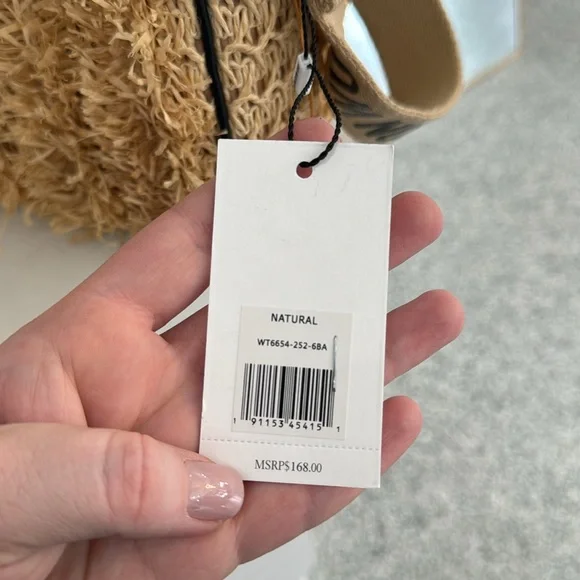 NATURAL
WT6654-252-6BA
1 91153 45415 1
MSRP$168.00